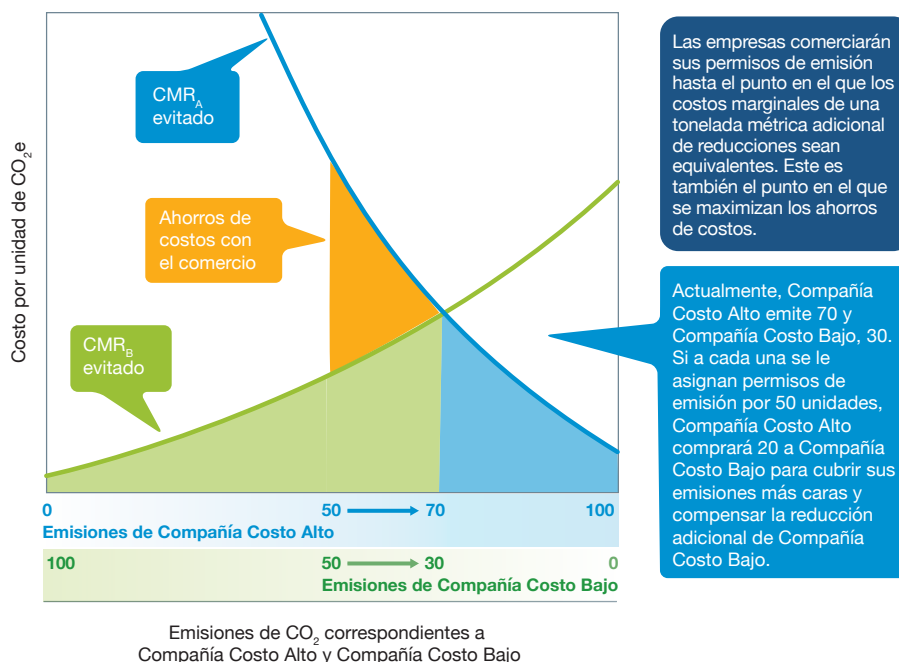 Costo por unidad de CO₂e
CMR_A
evitado
Ahorros de
costos con
el comercio
CMR_B
evitado
Las empresas comerciarán
sus permisos de emisión
hasta el punto en el que los
costos marginales de una
tonelada métrica adicional
de reducciones sean
equivalentes. Este es
también el punto en el que
se maximizan los ahorros
de costos.
Actualmente, Compañía
Costo Alto emite 70 y
Compañía Costo Bajo, 30.
Si a cada una se le
asignan permisos de
emisión por 50 unidades,
Compañía Costo Alto
comprará 20 a Compañía
Costo Bajo para cubrir sus
emisiones más caras y
compensar la reducción
adicional de Compañía
Costo Bajo.
0 50 → 70 100
Emisiones de Compañía Costo Alto
100 50 → 30 0
Emisiones de Compañía Costo Bajo
Emisiones de CO₂ correspondientes a
Compañía Costo Alto y Compañía Costo Bajo